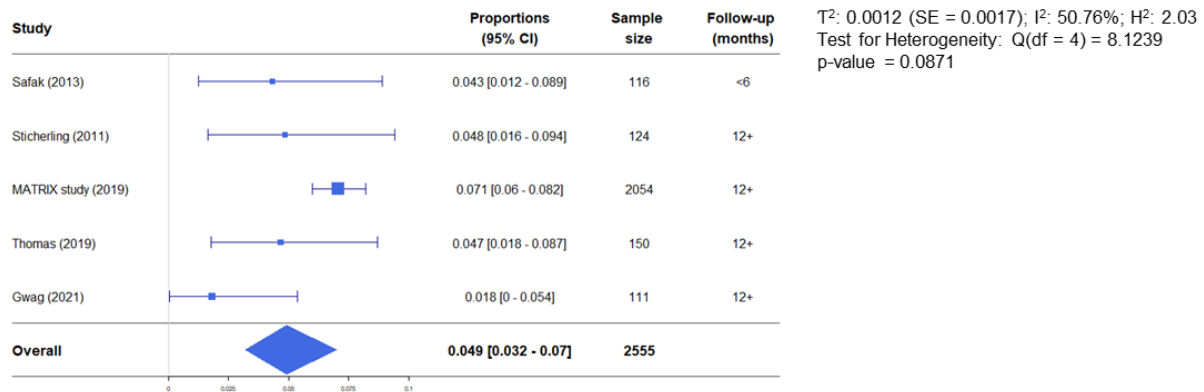 Study Proportions (95% CI) Sample size Follow-up (months)
Safak (2013) 0.043 [0.012 - 0.089] 116 <6
Sticherling (2011) 0.048 [0.016 - 0.094] 124 12+
MATRIX study (2019) 0.071 [0.06 - 0.082] 2054 12+
Thomas (2019) 0.047 [0.018 - 0.087] 150 12+
Gwag (2021) 0.018 [0 - 0.054] 111 12+
Overall 0.049 [0.032 - 0.07] 2555
0 0.025 0.05 0.075 0.1
Ƭ²: 0.0012 (SE = 0.0017); I²: 50.76%; H²: 2.03
Test for Heterogeneity: Q(df = 4) = 8.1239
p-value = 0.0871